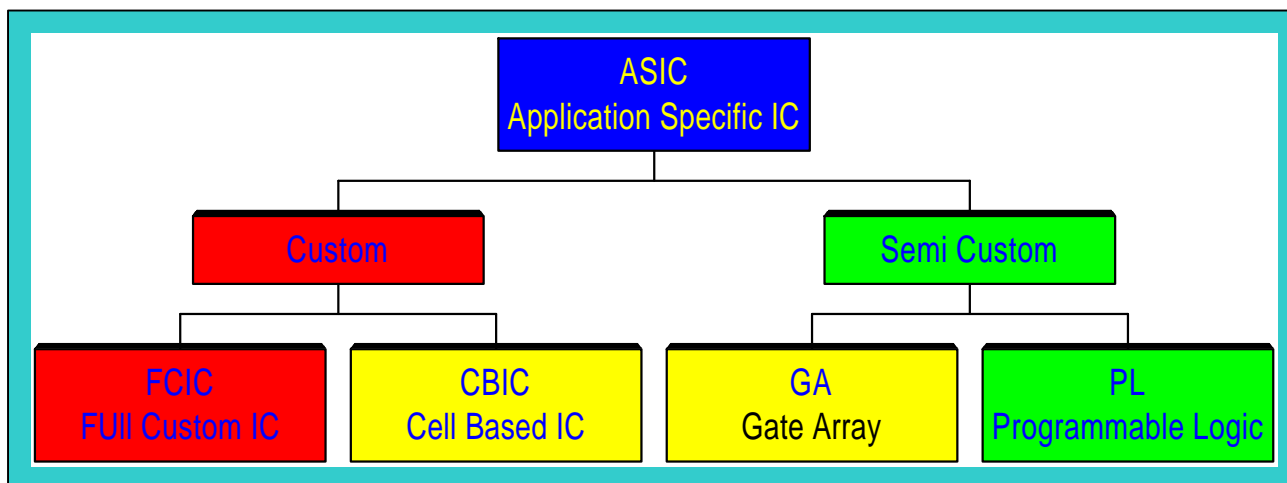 ASIC
Application Specific IC
Custom
Semi Custom
FCIC
FUll Custom IC
CBIC
Cell Based IC
GA
Gate Array
PL
Programmable Logic